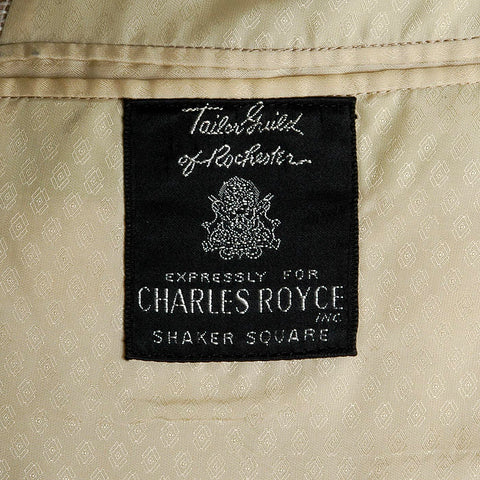 Tailor Guild
of Rochester
EXPRESSLY FOR
CHARLES ROYCE
INC.
SHAKER SQUARE